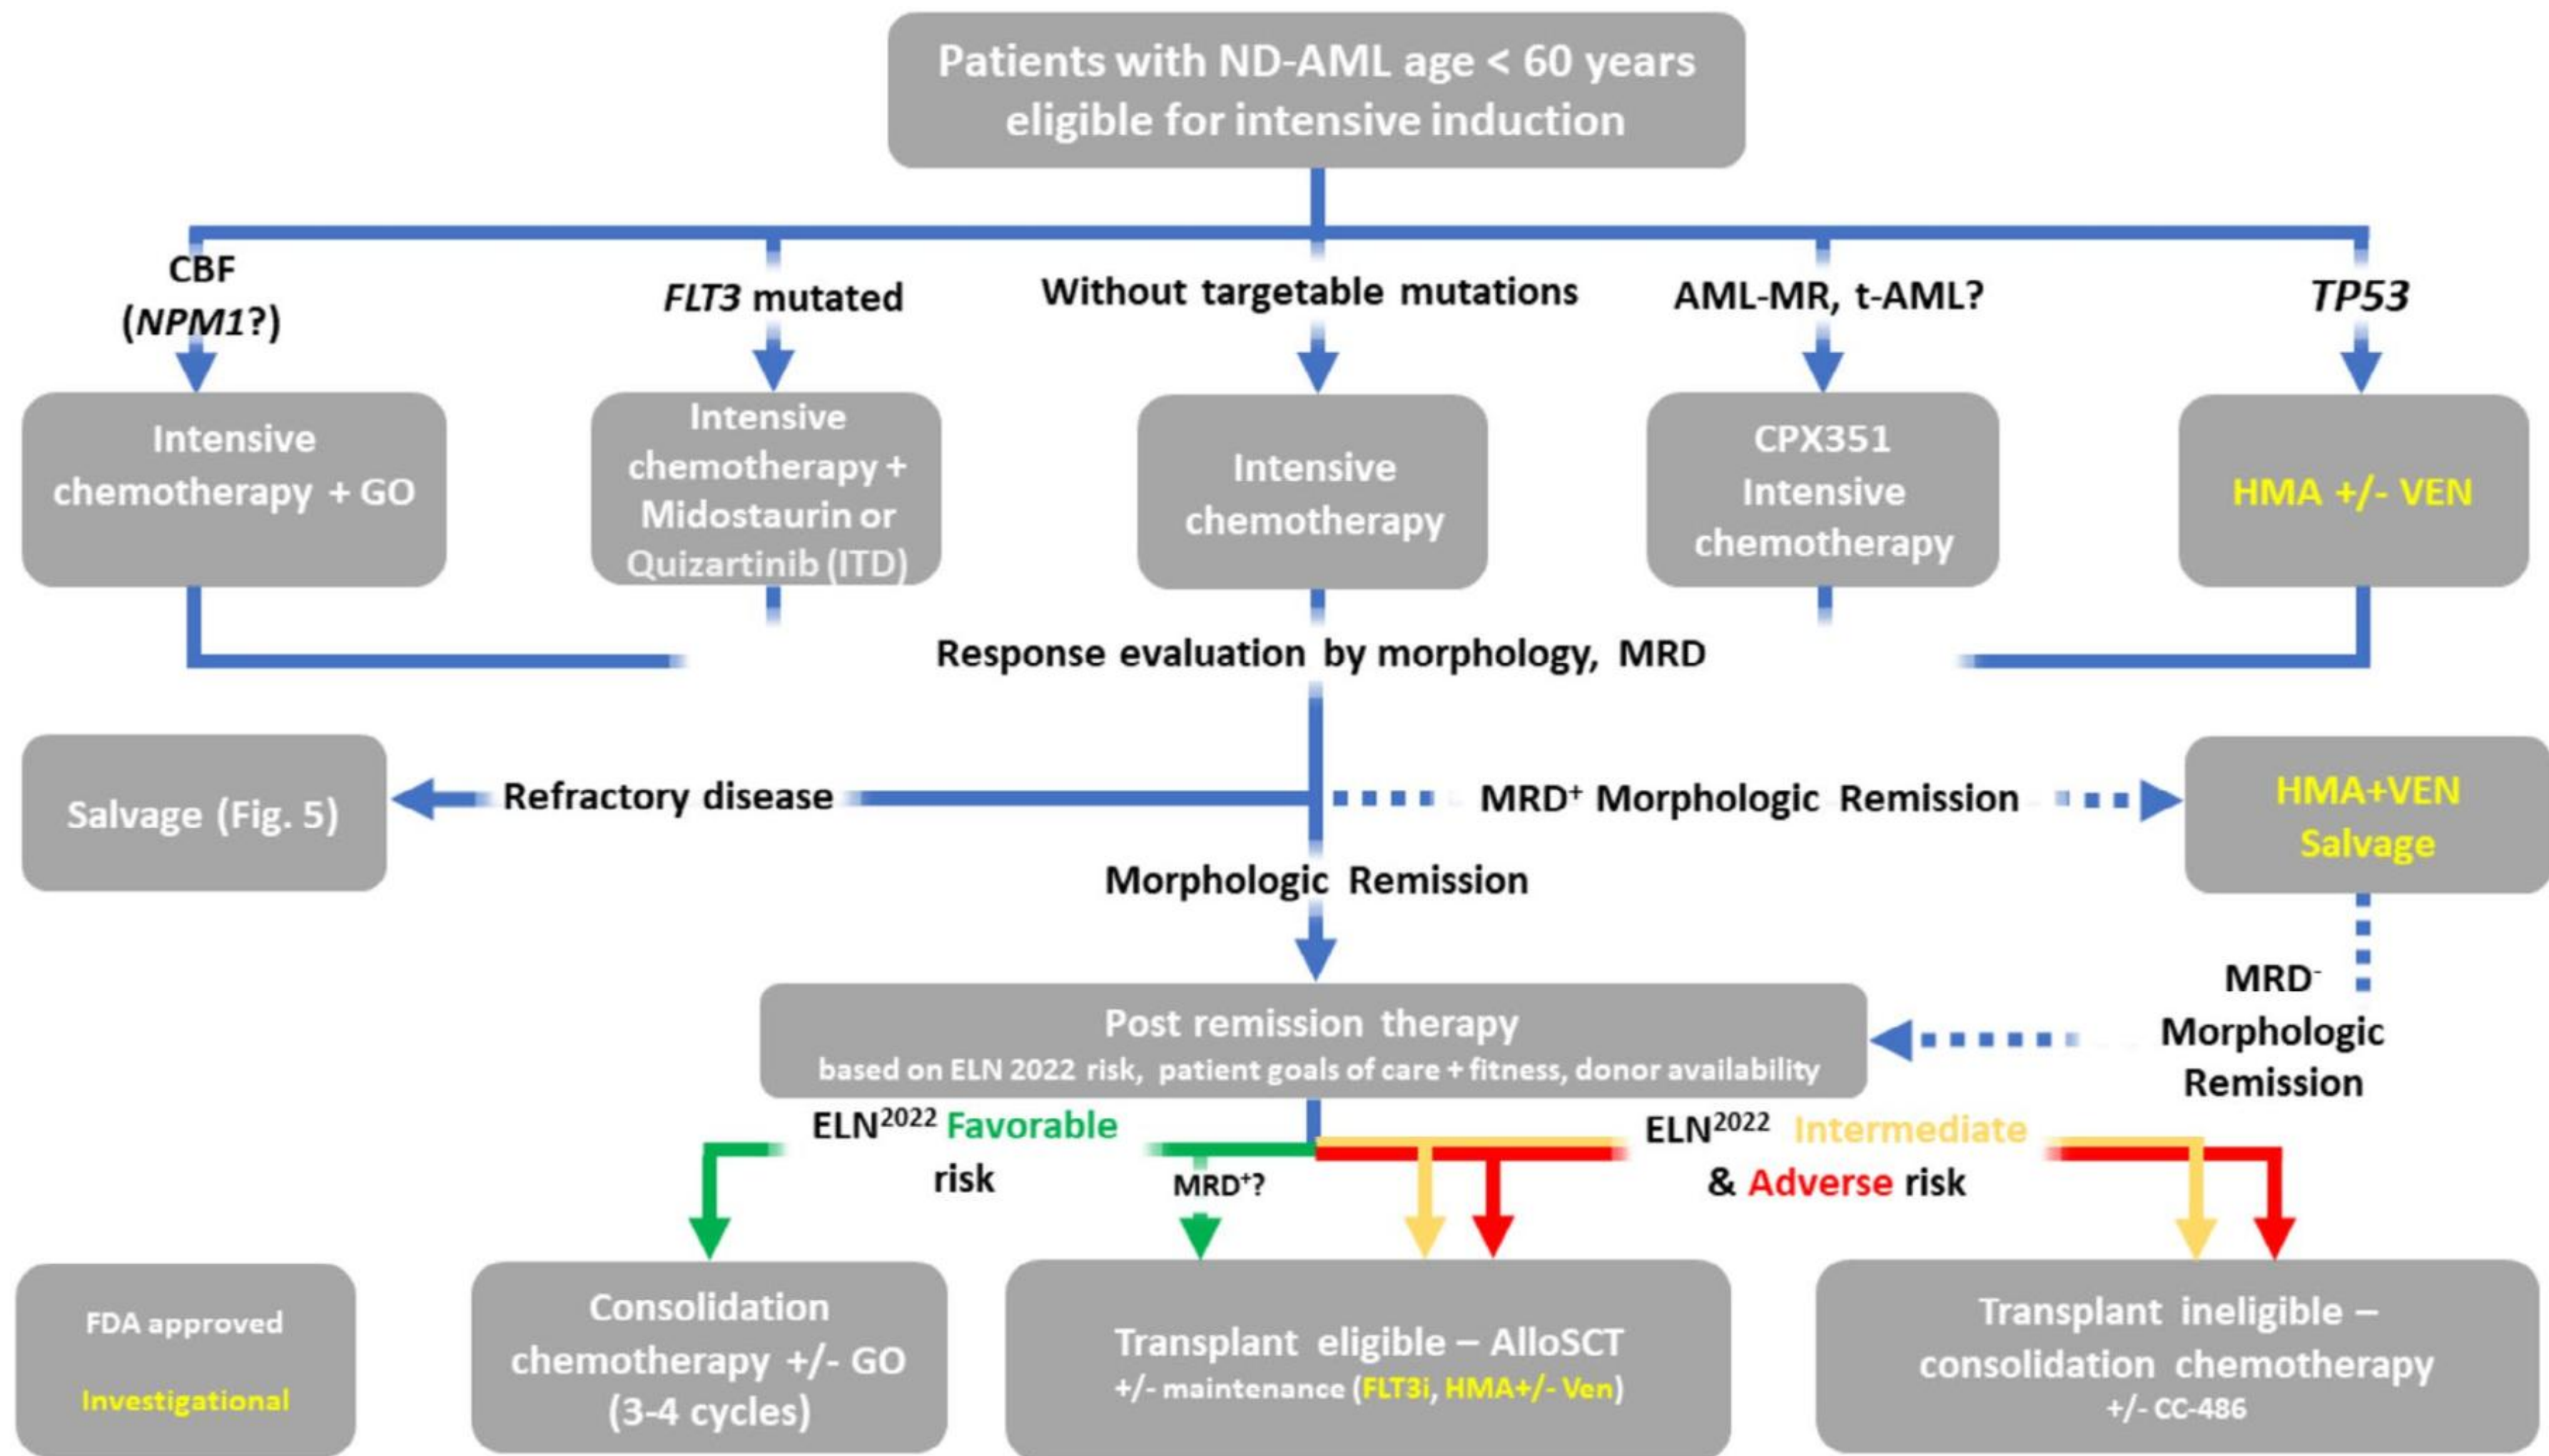 Patients with ND-AML age < 60 years
eligible for intensive induction
CBF
(NPM1?)
FLT3 mutated
Without targetable mutations
AML-MR, t-AML?
TP53
Intensive
chemotherapy + GO
Intensive
chemotherapy +
Midostaurin or
Quizartinib (ITD)
Intensive
chemotherapy
CPX351
Intensive
chemotherapy
HMA +/- VEN
Response evaluation by morphology, MRD
Salvage (Fig. 5)
Refractory disease
MRD⁺ Morphologic Remission
HMA+VEN
Salvage
Morphologic Remission
MRD⁻
Morphologic
Remission
Post remission therapy
based on ELN 2022 risk, patient goals of care + fitness, donor availability
ELN²⁰²² Favorable
risk
MRD⁺?
ELN²⁰²² Intermediate
& Adverse risk
FDA approved
Investigational
Consolidation
chemotherapy +/- GO
(3-4 cycles)
Transplant eligible – AlloSCT
+/- maintenance (FLT3i, HMA+/- Ven)
Transplant ineligible –
consolidation chemotherapy
+/- CC-486